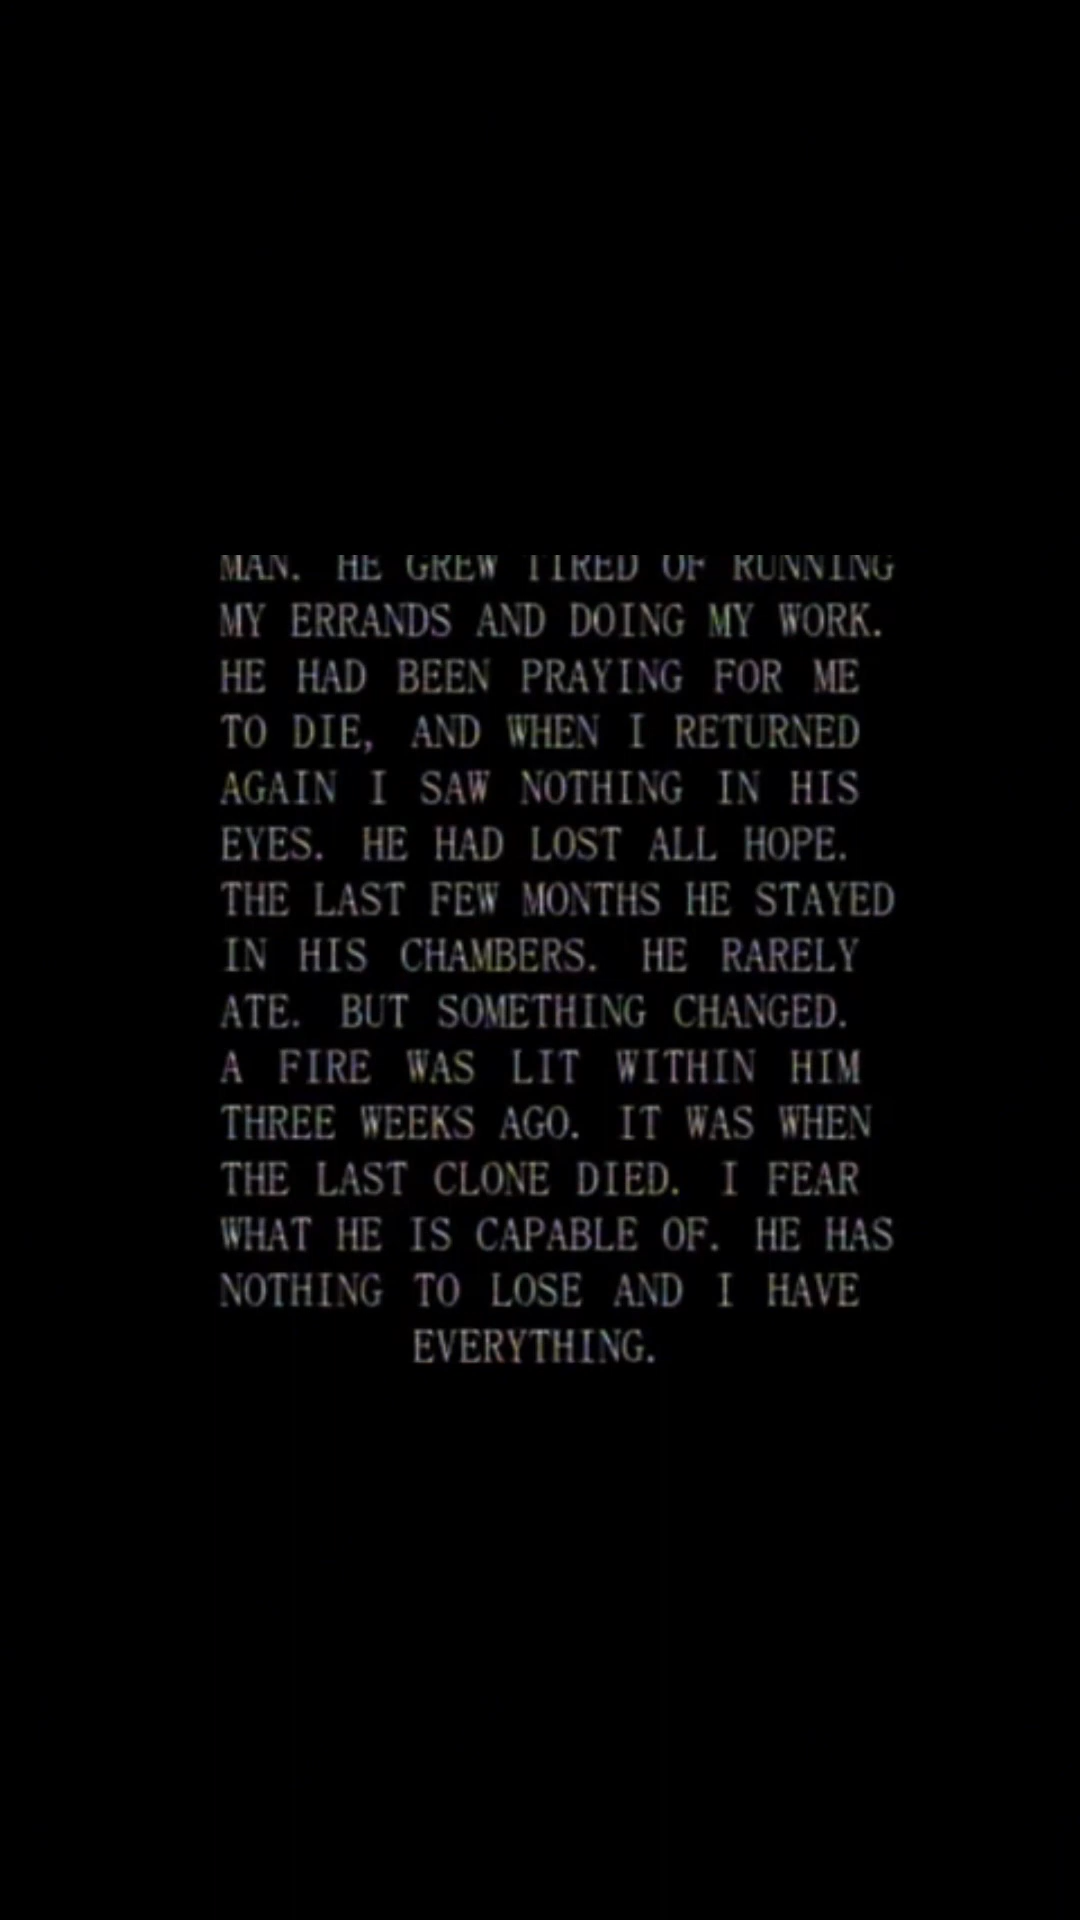 MAN. HE GREW TIRED OF RUNNING
MY ERRANDS AND DOING MY WORK.
HE HAD BEEN PRAYING FOR ME
TO DIE, AND WHEN I RETURNED
AGAIN I SAW NOTHING IN HIS
EYES. HE HAD LOST ALL HOPE.
THE LAST FEW MONTHS HE STAYED
IN HIS CHAMBERS. HE RARELY
ATE. BUT SOMETHING CHANGED.
A FIRE WAS LIT WITHIN HIM
THREE WEEKS AGO. IT WAS WHEN
THE LAST CLONE DIED. I FEAR
WHAT HE IS CAPABLE OF. HE HAS
NOTHING TO LOSE AND I HAVE
EVERYTHING.